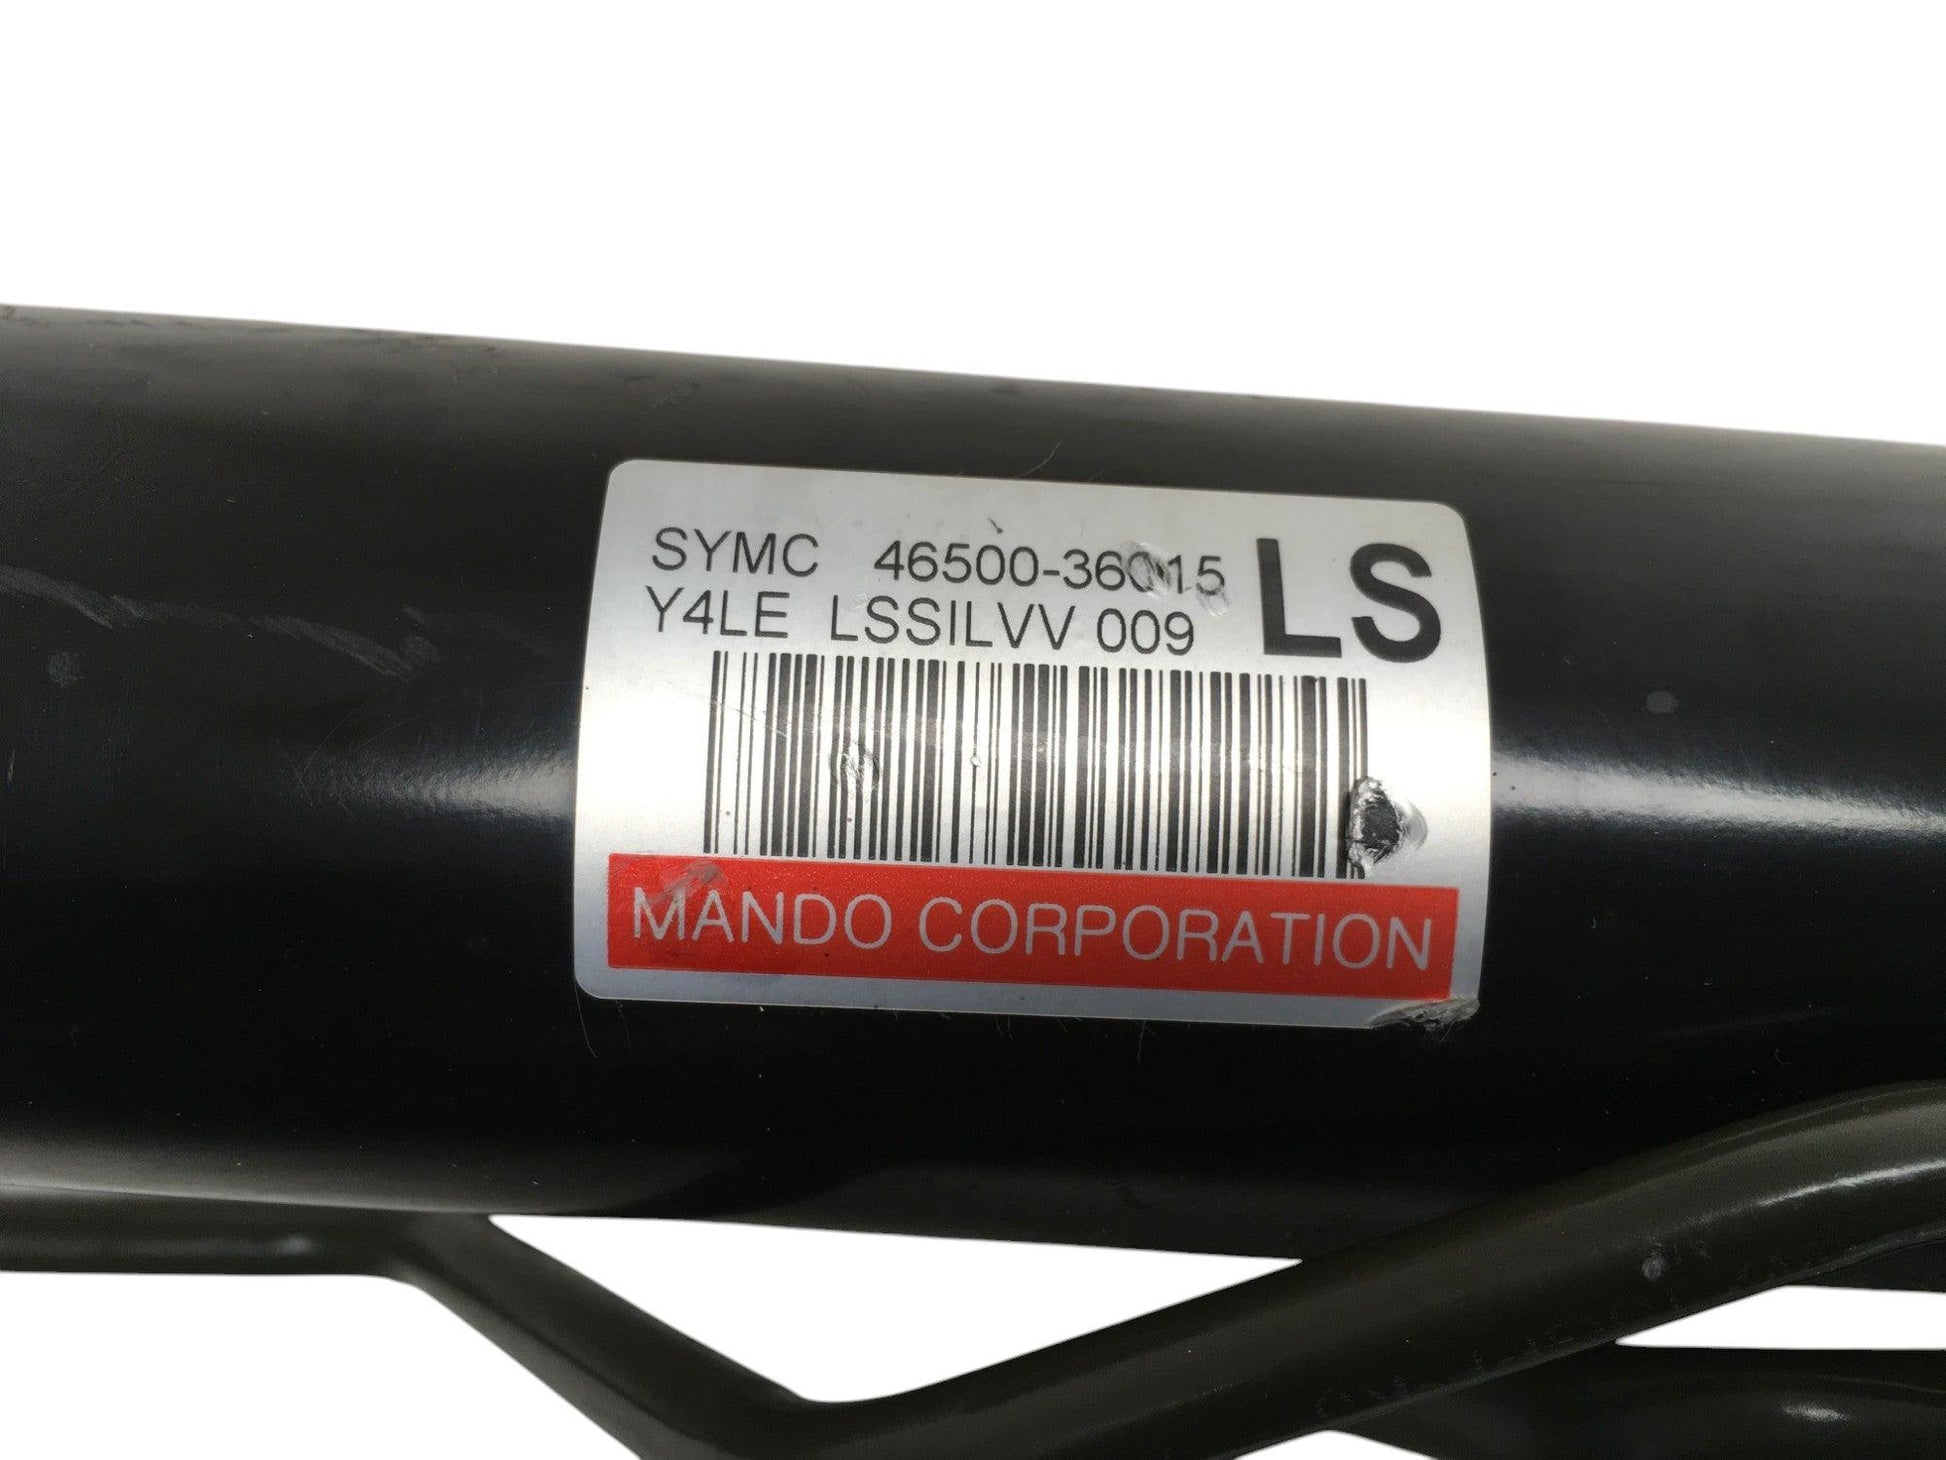 SYMC 46500-36015
LS
Y4LE LSSILVV 009
MANDO CORPORATION